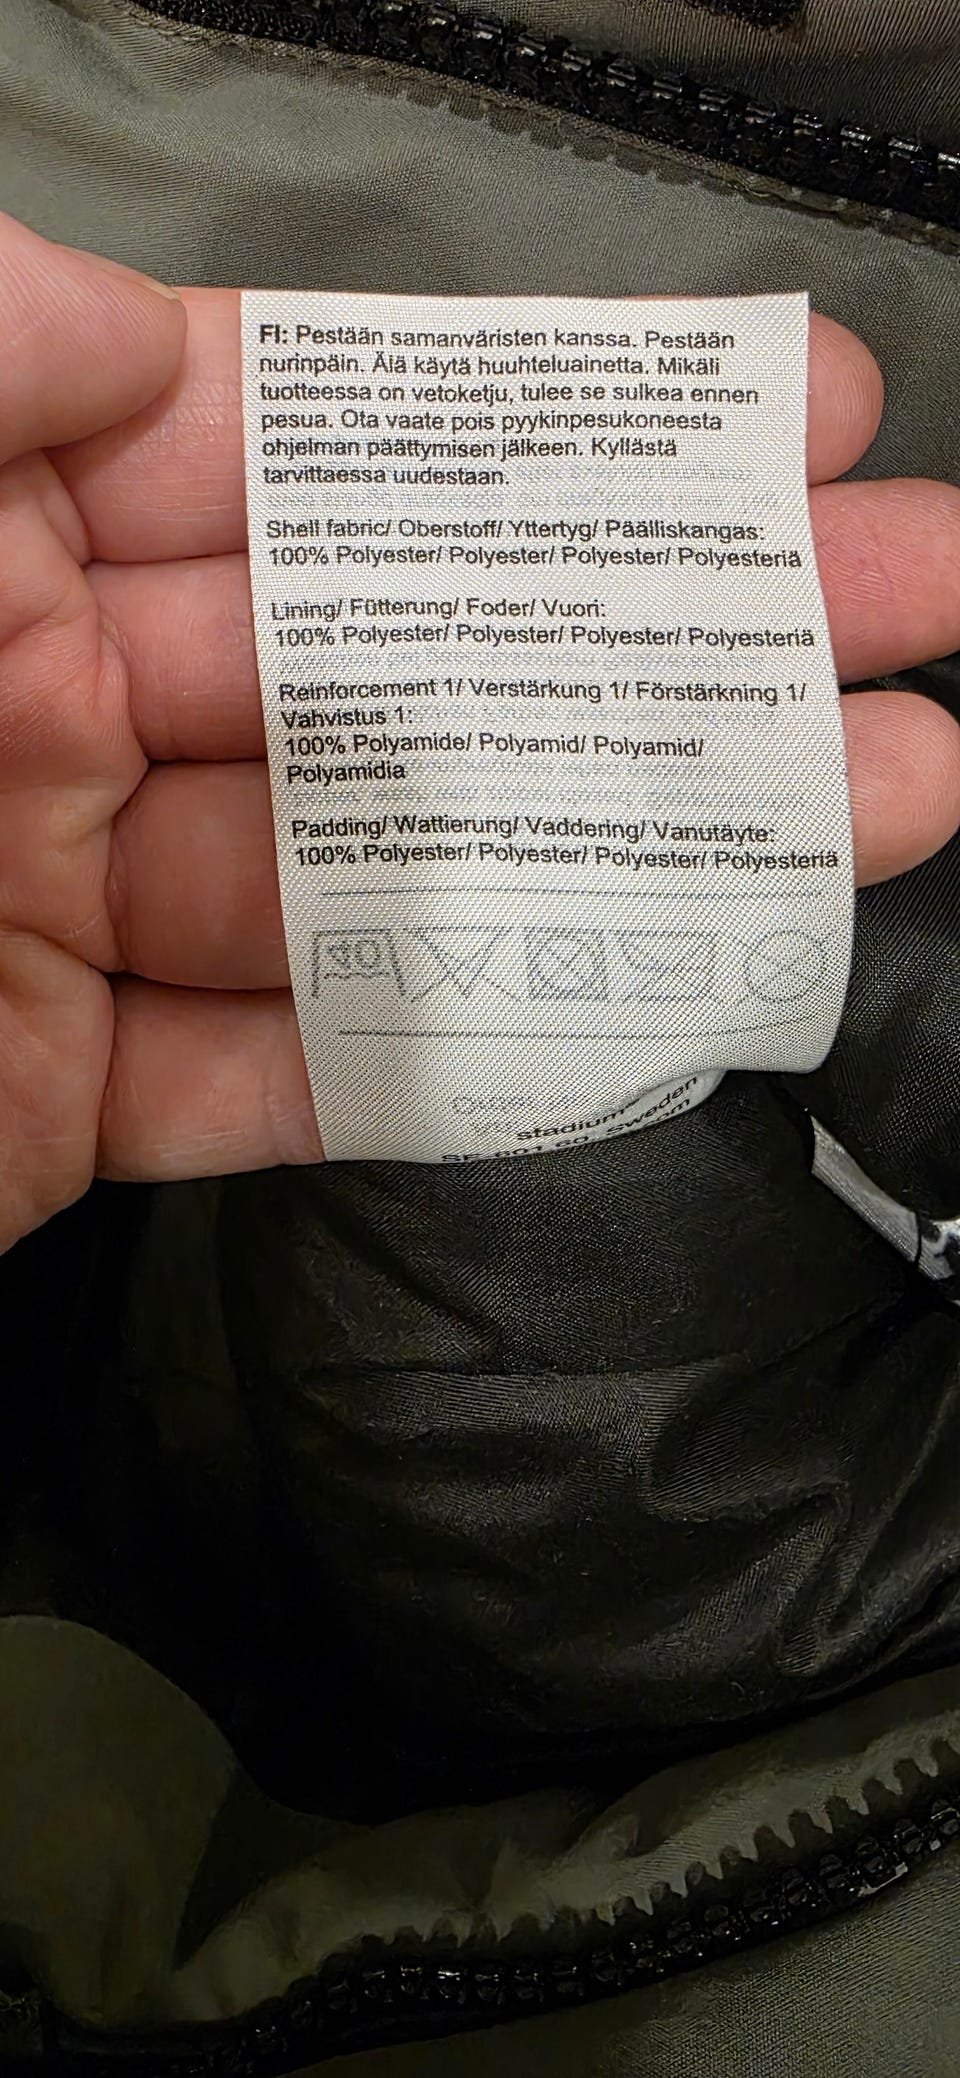 FI: Pestään samanväristen kanssa. Pestään
nurinpäin. Älä käytä huuhteluainetta. Mikäli
tuotteessa on vetoketju, tulee se sulkea ennen
pesua. Ota vaate pois pyykinpesukoneesta
ohjelman päättymisen jälkeen. Kyllästä
tarvittaessa uudestaan.
Shell fabric/ Oberstoff/ Yttertyg/ Päälliskangas:
100% Polyester/ Polyester/ Polyester/ Polyesteriä
Lining/ Fütterung/ Foder/ Vuori:
100% Polyester/ Polyester/ Polyester/ Polyesteriä
Reinforcement 1/ Verstärkung 1/ Förstärkning 1/
Vahvistus 1:
100% Polyamide/ Polyamid/ Polyamid/
Polyamidia
Padding/ Wattierung/ Vaddering/ Vanutäyte:
100% Polyester/ Polyester/ Polyester/ Polyesteriä
40
stadium Sweden